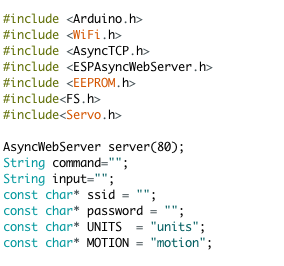 #include <Arduino.h>
#include <WiFi.h>
#include <AsyncTCP.h>
#include <ESPAsyncWebServer.h>
#include <EEPROM.h>
#include<FS.h>
#include<Servo.h>

AsyncWebServer server(80);
String command="";
String input="";
const char* ssid = "";
const char* password = "";
const char* UNITS  = "units";
const char* MOTION = "motion";